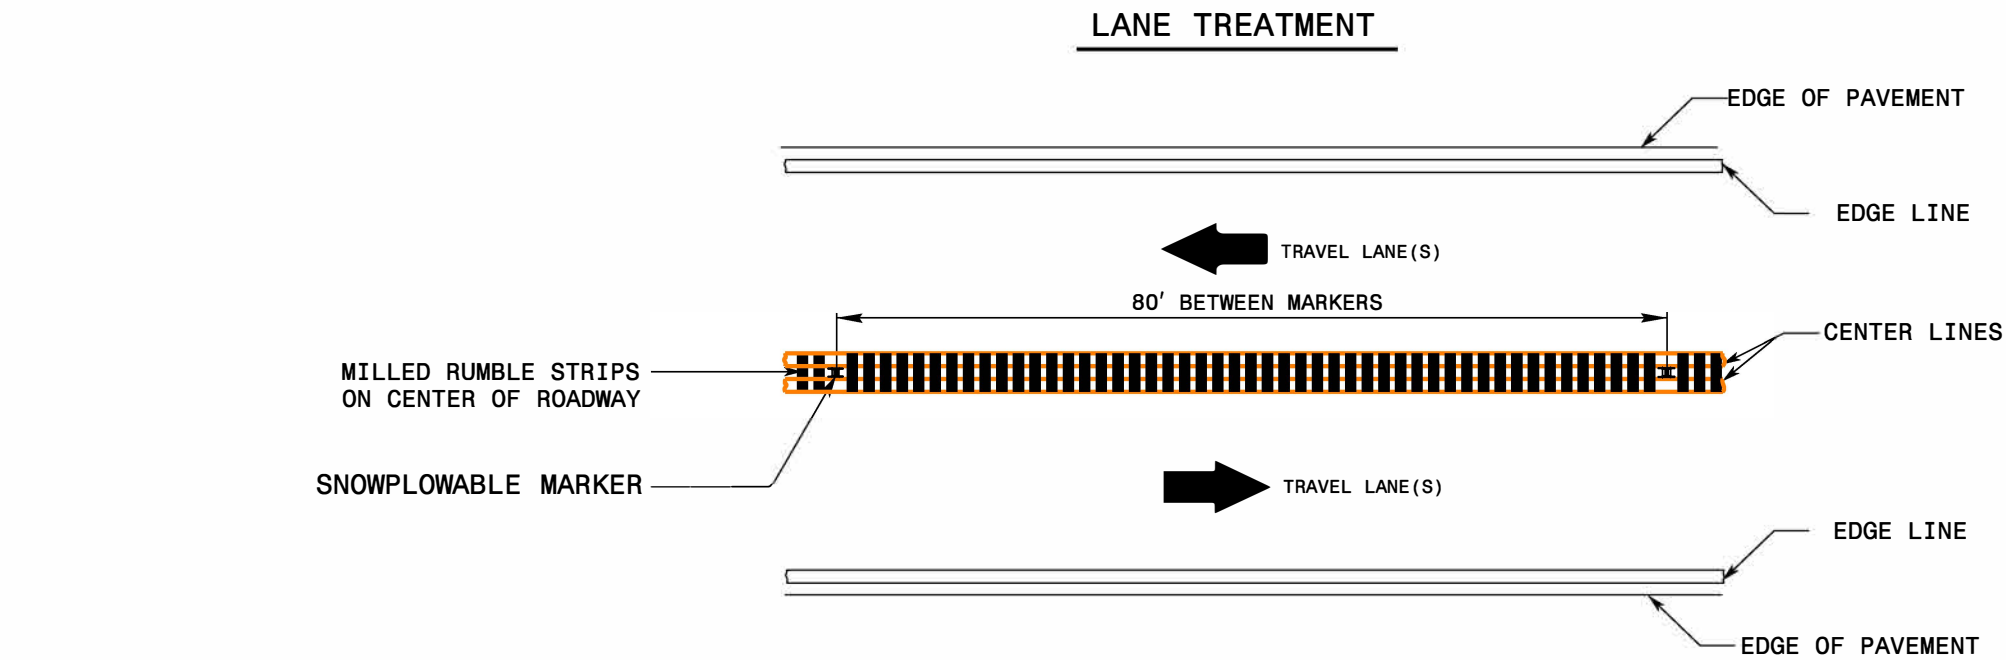 LANE TREATMENT
EDGE OF PAVEMENT
EDGE LINE
TRAVEL LANE(S)
80' BETWEEN MARKERS
CENTER LINES
MILLED RUMBLE STRIPS
ON CENTER OF ROADWAY
SNOWPLOWABLE MARKER
TRAVEL LANE(S)
EDGE LINE
EDGE OF PAVEMENT